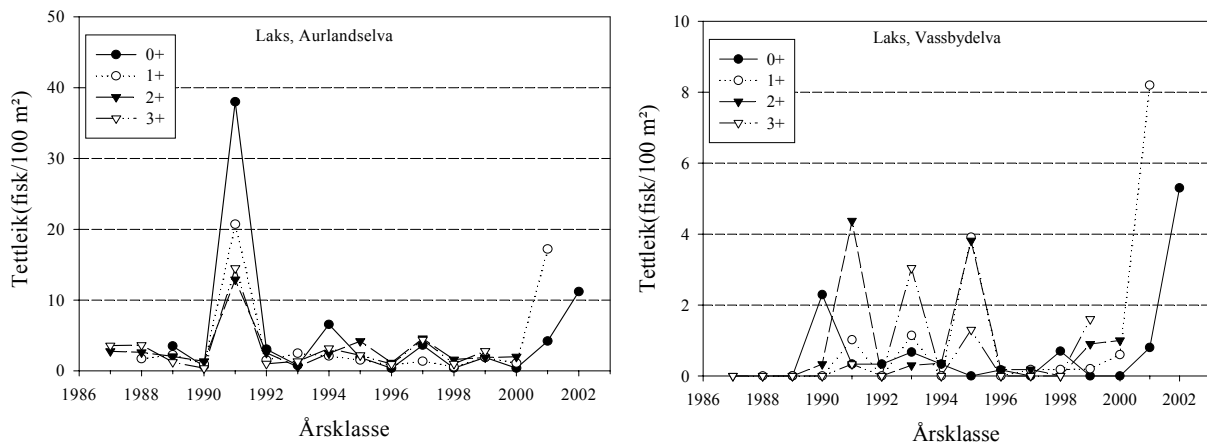 Laks, Aurlandselva
Tettleik(fisk/100 m²)
50
40
30
20
10
0
0+
1+
2+
3+
1986 1988 1990 1992 1994 1996 1998 2000 2002
Årsklasse
Laks, Vassbydelva
Tettleik(fisk/100 m²)
10
8
6
4
2
0
0+
1+
2+
3+
1986 1988 1990 1992 1994 1996 1998 2000 2002
Årsklasse